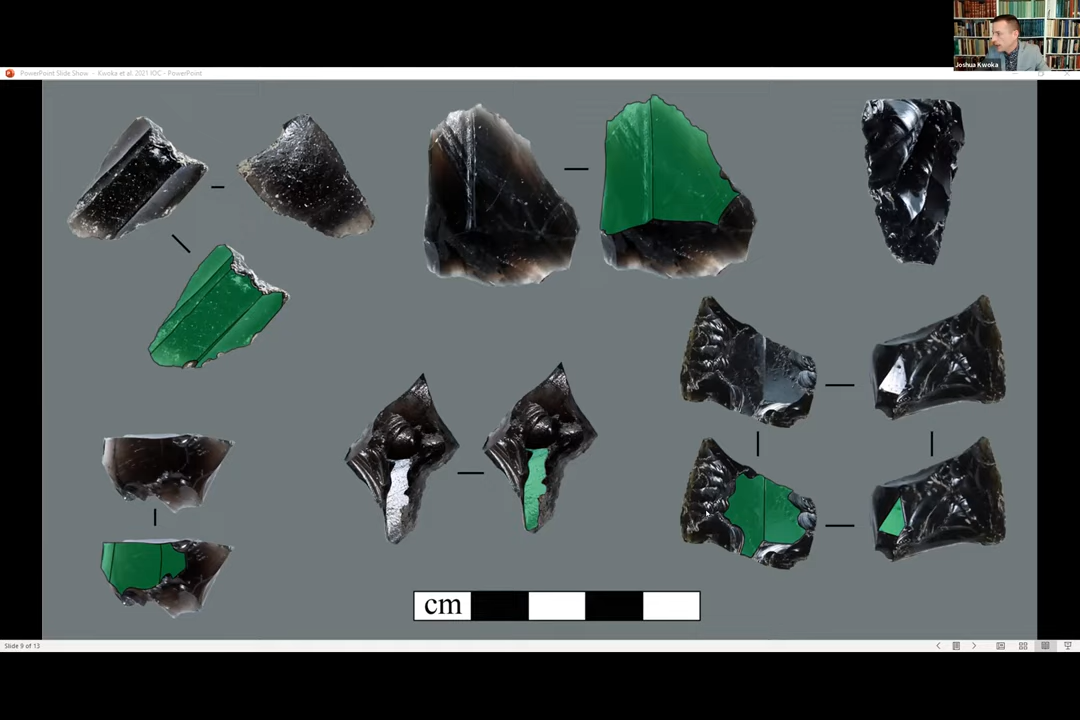 Joshua Kwoka
PowerPoint Slide Show - Kwoka et al. 2021 IOC - PowerPoint
cm
Slide 9 of 13